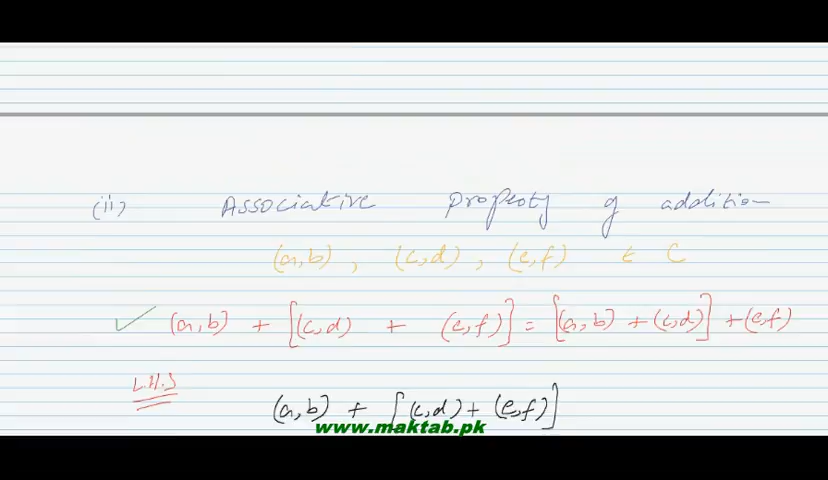 (ii) Associative property of addition
(a,b) , (c,d) , (e,f) ∈ C
✓ (a,b) + [(c,d) + (e,f)] = [(a,b) + (c,d)] + (e,f)
L.H.S
(a,b) + [(c,d) + (e,f)]
www.maktab.pk